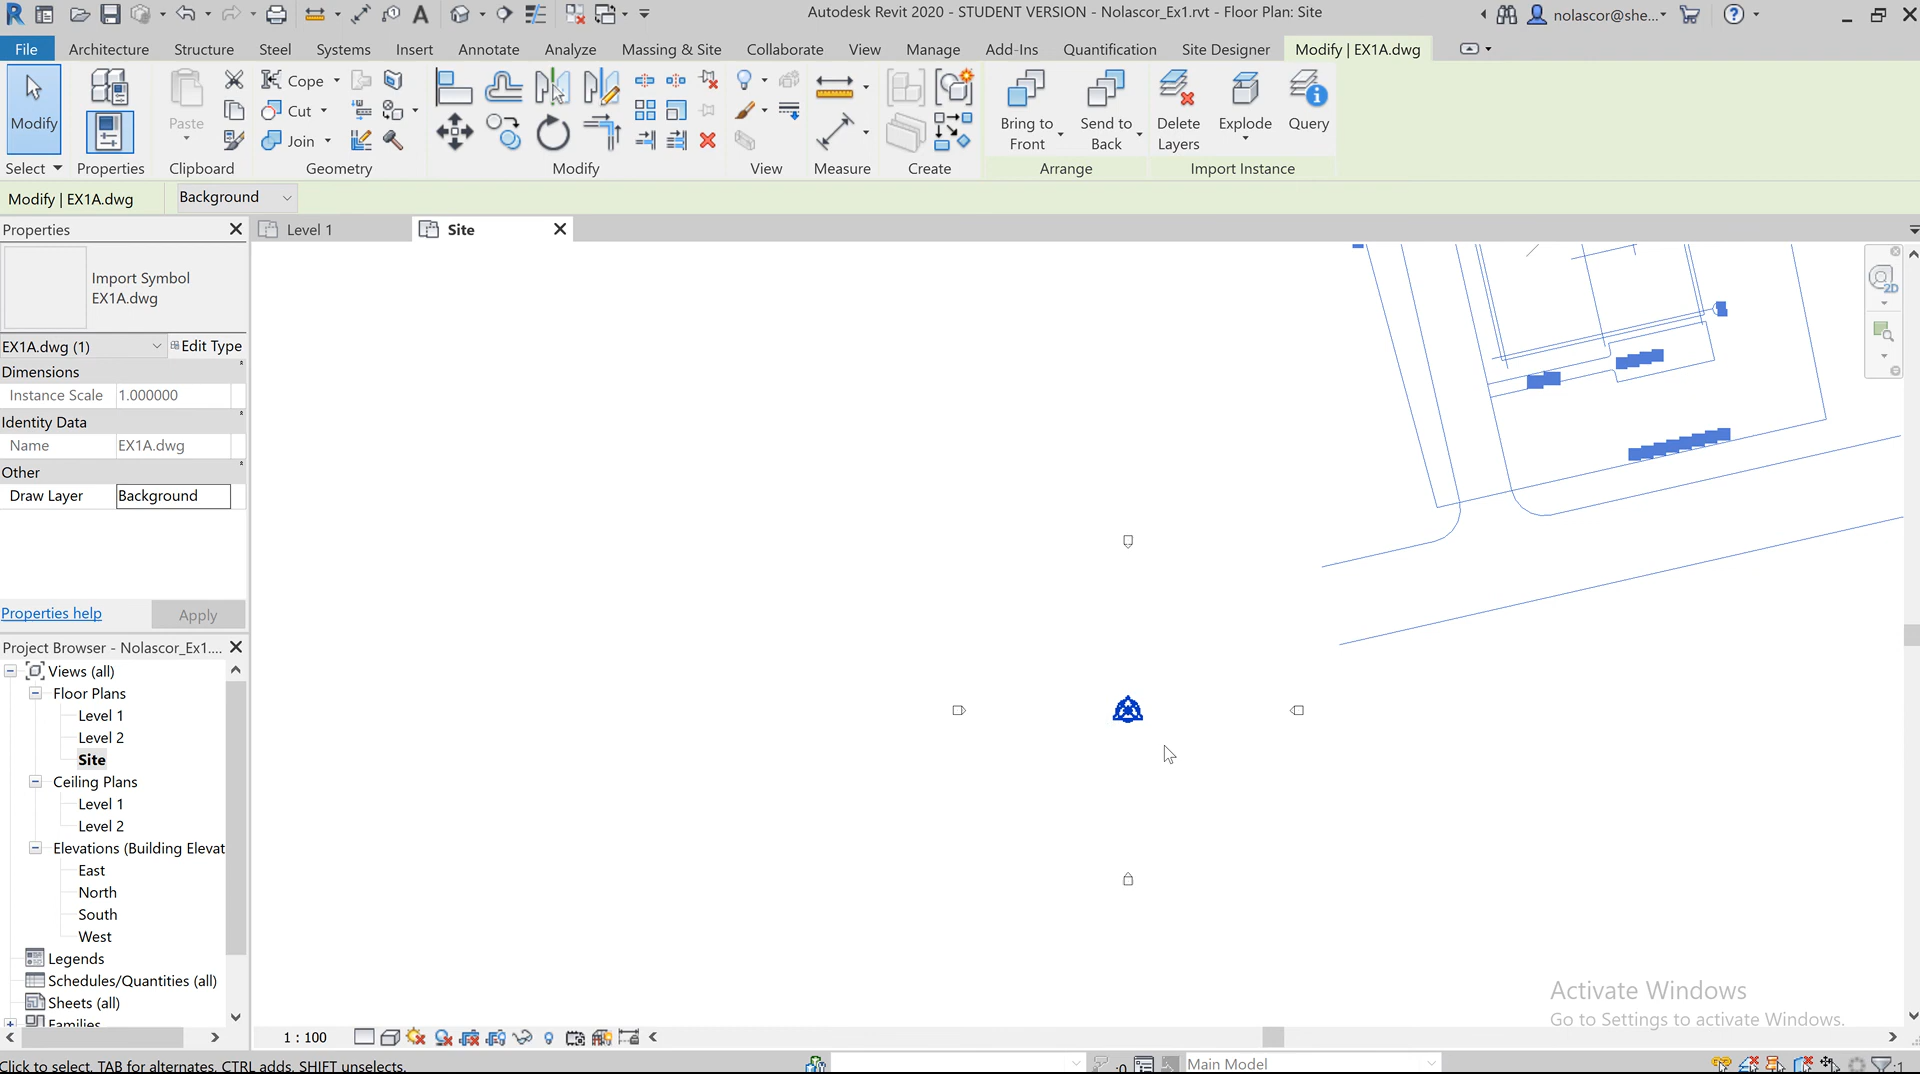 Autodesk Revit 2020 - STUDENT VERSION - Nolascor_Ex1.rvt - Floor Plan: Site
nolascor@she...
File Architecture Structure Steel Systems Insert Annotate Analyze Massing & Site Collaborate View Manage Add-Ins Quantification Site Designer Modify | EX1A.dwg
Modify
Paste
Cope
Cut
Join
Bring to Front
Send to Back
Delete Layers
Explode
Query
Select Properties Clipboard Geometry Modify View Measure Create Arrange Import Instance
Modify | EX1A.dwg Background
Properties
Level 1
Site
Import Symbol
EX1A.dwg
EX1A.dwg (1) Edit Type
Dimensions
Instance Scale 1.000000
Identity Data
Name EX1A.dwg
Other
Draw Layer Background
Properties help Apply
Project Browser - Nolascor_Ex1....
Views (all)
Floor Plans
Level 1
Level 2
Site
Ceiling Plans
Level 1
Level 2
Elevations (Building Elevat
East
North
South
West
Legends
Schedules/Quantities (all)
Sheets (all)
Families
2D
Activate Windows
Go to Settings to activate Windows.
1 : 100
Click to select, TAB for alternates, CTRL adds, SHIFT unselects.
:0
Main Model
:1